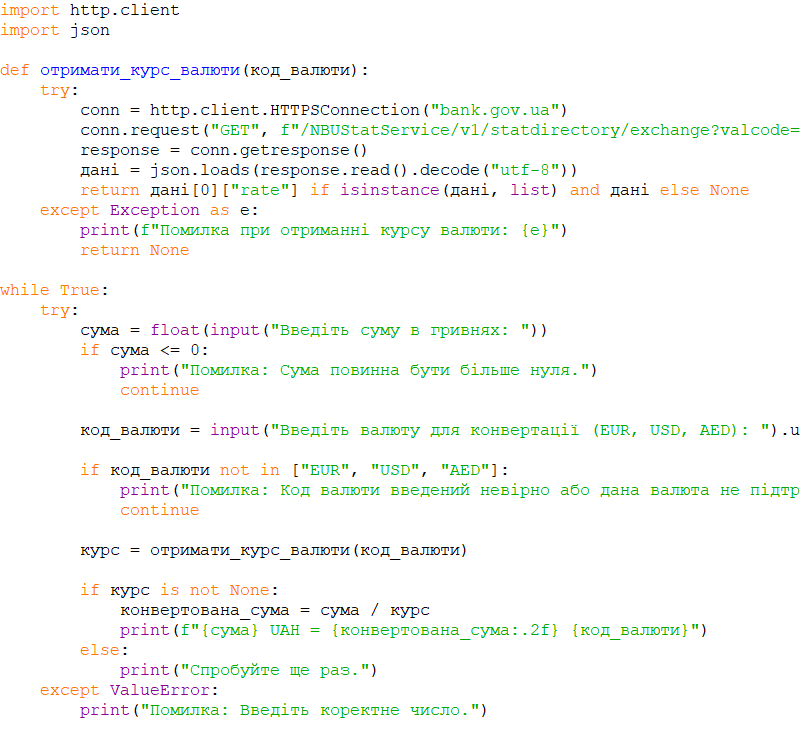 import http.client
import json

def отримати_курс_валюти(код_валюти):
    try:
        conn = http.client.HTTPSConnection("bank.gov.ua")
        conn.request("GET", f"/NBUStatService/v1/statdirectory/exchange?valcode=
        response = conn.getresponse()
        дані = json.loads(response.read().decode("utf-8"))
        return дані[0]["rate"] if isinstance(дані, list) and дані else None
    except Exception as e:
        print(f"Помилка при отриманні курсу валюти: {e}")
        return None

while True:
    try:
        сума = float(input("Введіть суму в гривнях: "))
        if сума <= 0:
            print("Помилка: Сума повинна бути більше нуля.")
            continue

        код_валюти = input("Введіть валюту для конвертації (EUR, USD, AED): ").u

        if код_валюти not in ["EUR", "USD", "AED"]:
            print("Помилка: Код валюти введений невірно або дана валюта не підтр
            continue

        курс = отримати_курс_валюти(код_валюти)

        if курс is not None:
            конвертована_сума = сума / курс
            print(f"{сума} UAH = {конвертована_сума:.2f} {код_валюти}")
        else:
            print("Спробуйте ще раз.")
    except ValueError:
        print("Помилка: Введіть коректне число.")